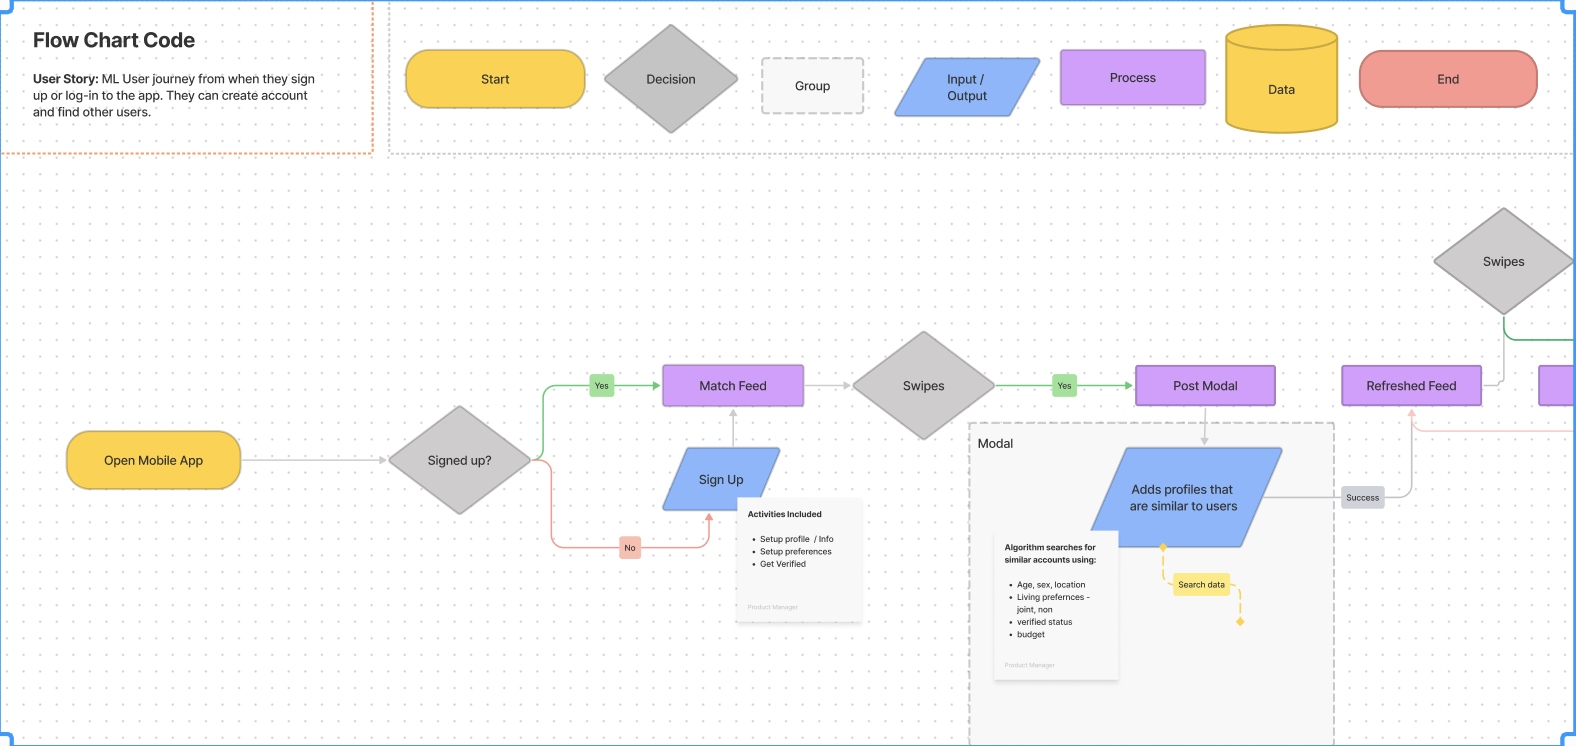 Flow Chart Code
User Story: ML User journey from when they sign
up or log-in to the app. They can create account
and find other users.
Start
Decision
Group
Input /
Output
Process
Data
End
Swipes
Open Mobile App
Signed up?
Yes
No
Match Feed
Sign Up
Activities Included
• Setup profile / Info
• Setup preferences
• Get Verified
Product Manager
Swipes
Yes
Post Modal
Modal
Adds profiles that
are similar to users
Algorithm searches for
similar accounts using:
• Age, sex, location
• Living prefernces -
joint, non
• verified status
• budget
Product Manager
Search data
Success
Refreshed Feed